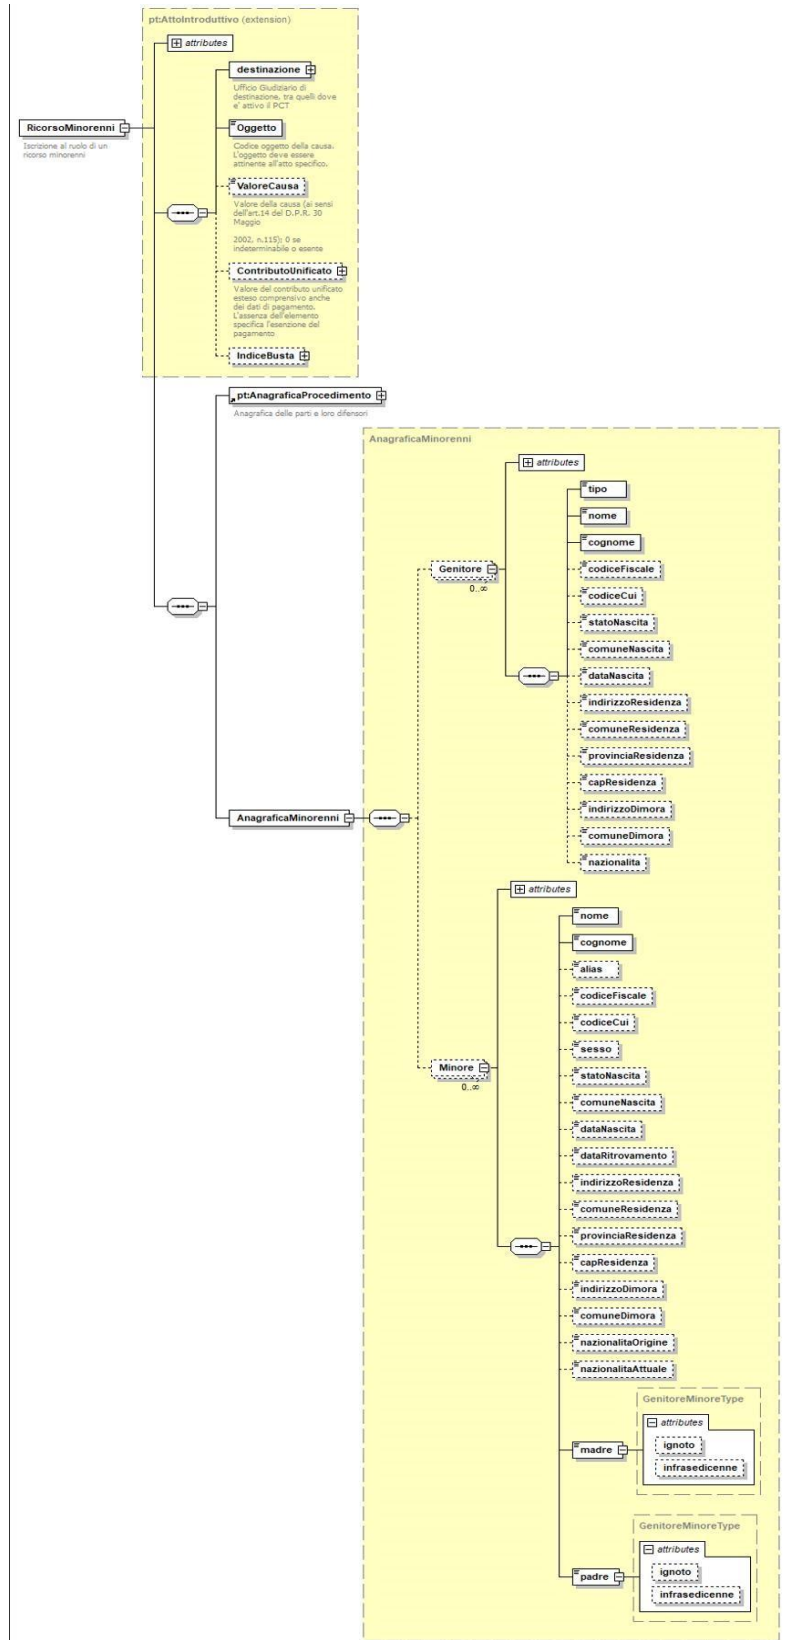 pt:AttoIntroduttivo (extension)
attributes
destinazione
Ufficio Giudiziario di
destinazione, tra quelli dove
e' attivo il PCT
RicorsoMinorenni
Iscrizione al ruolo di un
ricorso minorenni
Oggetto
Codice oggetto della causa.
L'oggetto deve essere
attinente all'atto specifico.
ValoreCausa
Valore della causa (ai sensi
dell'art.14 del D.P.R. 30
Maggio
2002, n.115): 0 se
indeterminabile o esente
ContributoUnificato
Valore del contributo unificato
esteso comprensivo anche
dei dati di pagamento.
L'assenza dell'elemento
specifica l'esenzione del
pagamento
IndiceBusta
pt:AnagraficaProcedimento
Anagrafica delle parti e loro difensori
AnagraficaMinorenni
AnagraficaMinorenni
Genitore
0..∞
attributes
tipo
nome
cognome
codiceFiscale
codiceCui
statoNascita
comuneNascita
dataNascita
indirizzoResidenza
comuneResidenza
provinciaResidenza
capResidenza
indirizzoDimora
comuneDimora
nazionalita
Minore
0..∞
attributes
nome
cognome
alias
codiceFiscale
codiceCui
sesso
statoNascita
comuneNascita
dataNascita
dataRitrovamento
indirizzoResidenza
comuneResidenza
provinciaResidenza
capResidenza
indirizzoDimora
comuneDimora
nazionalitaOrigine
nazionalitaAttuale
madre
GenitoreMinoreType
attributes
ignoto
infrasedicenne
padre
GenitoreMinoreType
attributes
ignoto
infrasedicenne